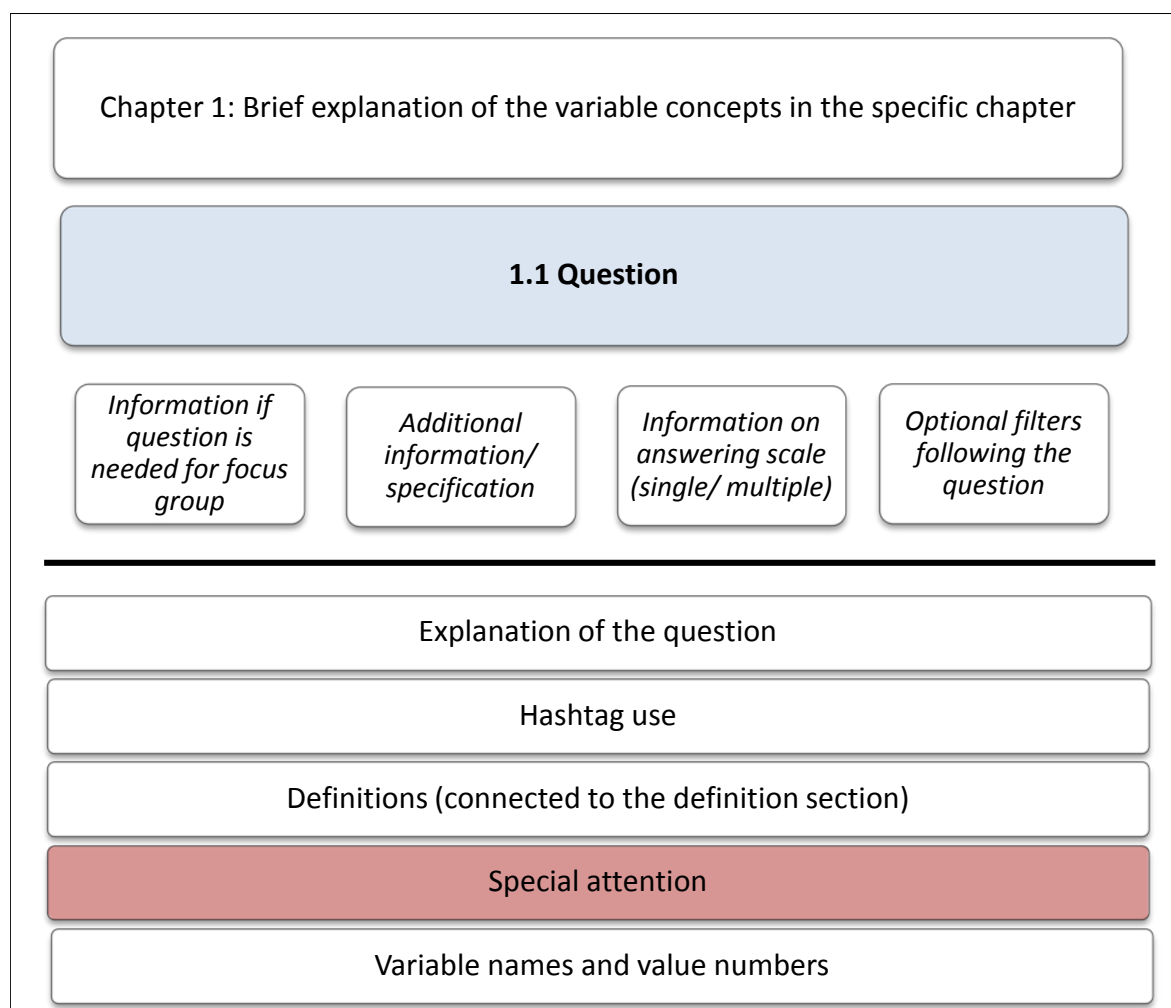 Chapter 1: Brief explanation of the variable concepts in the specific chapter
1.1 Question
Information if
question is
needed for focus
group
Additional
information/
specification
Information on
answering scale
(single/ multiple)
Optional filters
following the
question
Explanation of the question
Hashtag use
Definitions (connected to the definition section)
Special attention
Variable names and value numbers